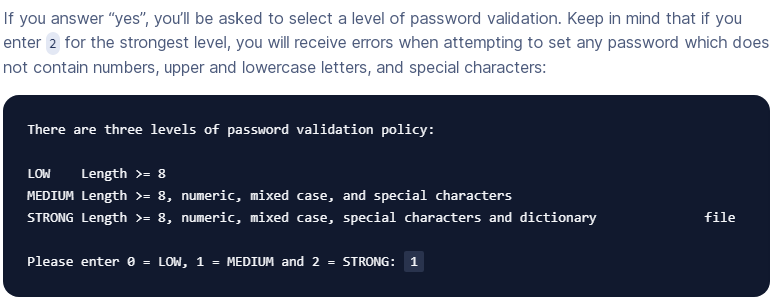 If you answer “yes”, you’ll be asked to select a level of password validation. Keep in mind that if you
enter 2 for the strongest level, you will receive errors when attempting to set any password which does
not contain numbers, upper and lowercase letters, and special characters:
There are three levels of password validation policy:
LOW    Length >= 8
MEDIUM Length >= 8, numeric, mixed case, and special characters
STRONG Length >= 8, numeric, mixed case, special characters and dictionary              file
Please enter 0 = LOW, 1 = MEDIUM and 2 = STRONG: 1